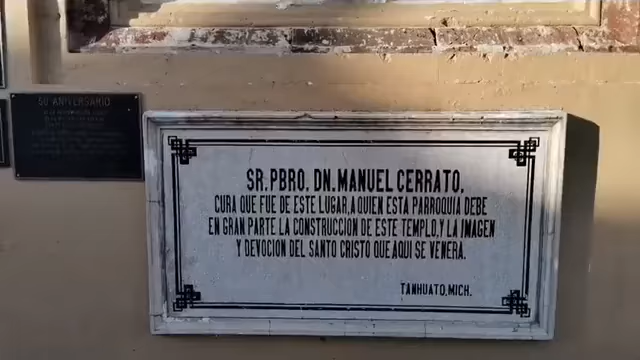 50 ANIVERSARIO
SR. PBRO. DN. MANUEL CERRATO,
CURA QUE FUE DE ESTE LUGAR, A QUIEN ESTA PARROQUIA DEBE
EN GRAN PARTE LA CONSTRUCCION DE ESTE TEMPLO, Y LA IMAGEN
Y DEVOCION DEL SANTO CRISTO QUE AQUI SE VENERA.
TANHUATO, MICH.